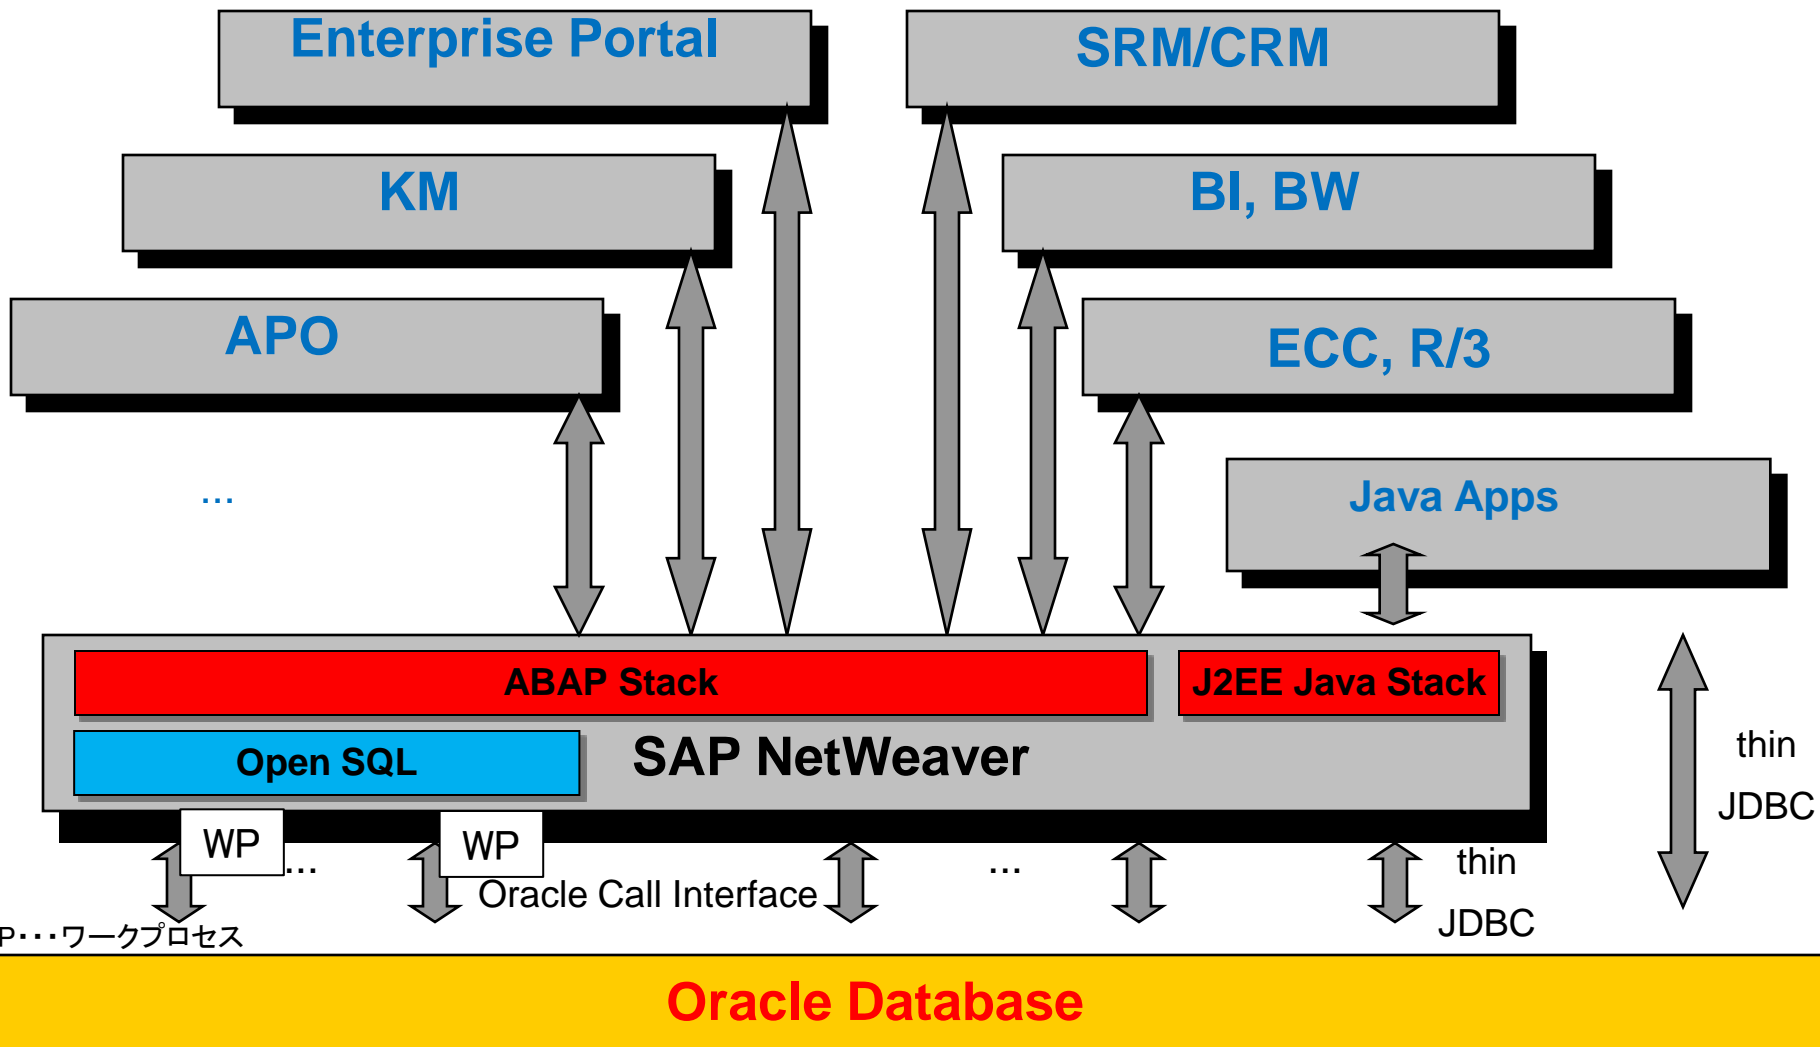 Enterprise Portal
SRM/CRM
KM
BI, BW
APO
ECC, R/3
...
Java Apps
ABAP Stack
J2EE Java Stack
Open SQL
SAP NetWeaver
thin
JDBC
WP
...
WP
Oracle Call Interface
...
thin
JDBC
P・・・ワークプロセス
Oracle Database